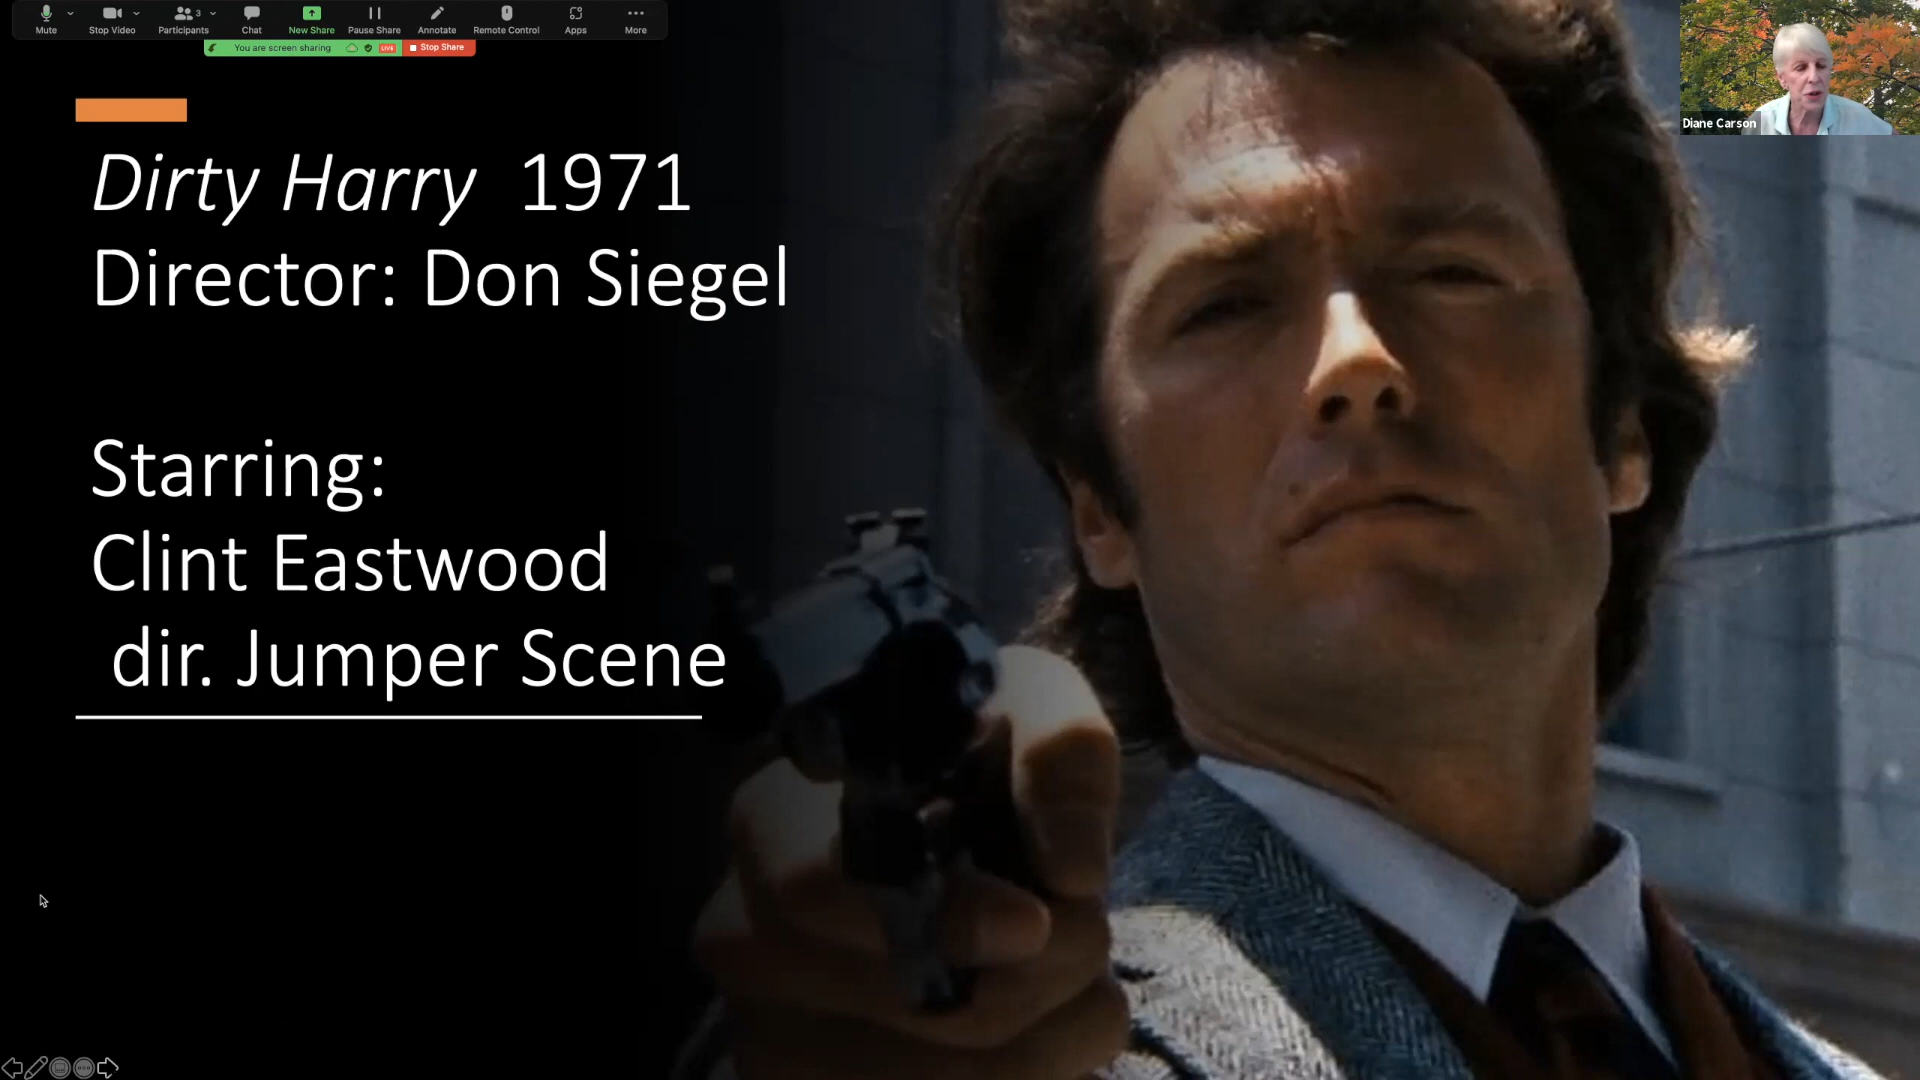 Mute
Stop Video
Participants
3
Chat
New Share
Pause Share
Annotate
Remote Control
Apps
More
You are screen sharing
LIVE
Stop Share
Diane Carson
Dirty Harry 1971
Director: Don Siegel
Starring:
Clint Eastwood
dir. Jumper Scene